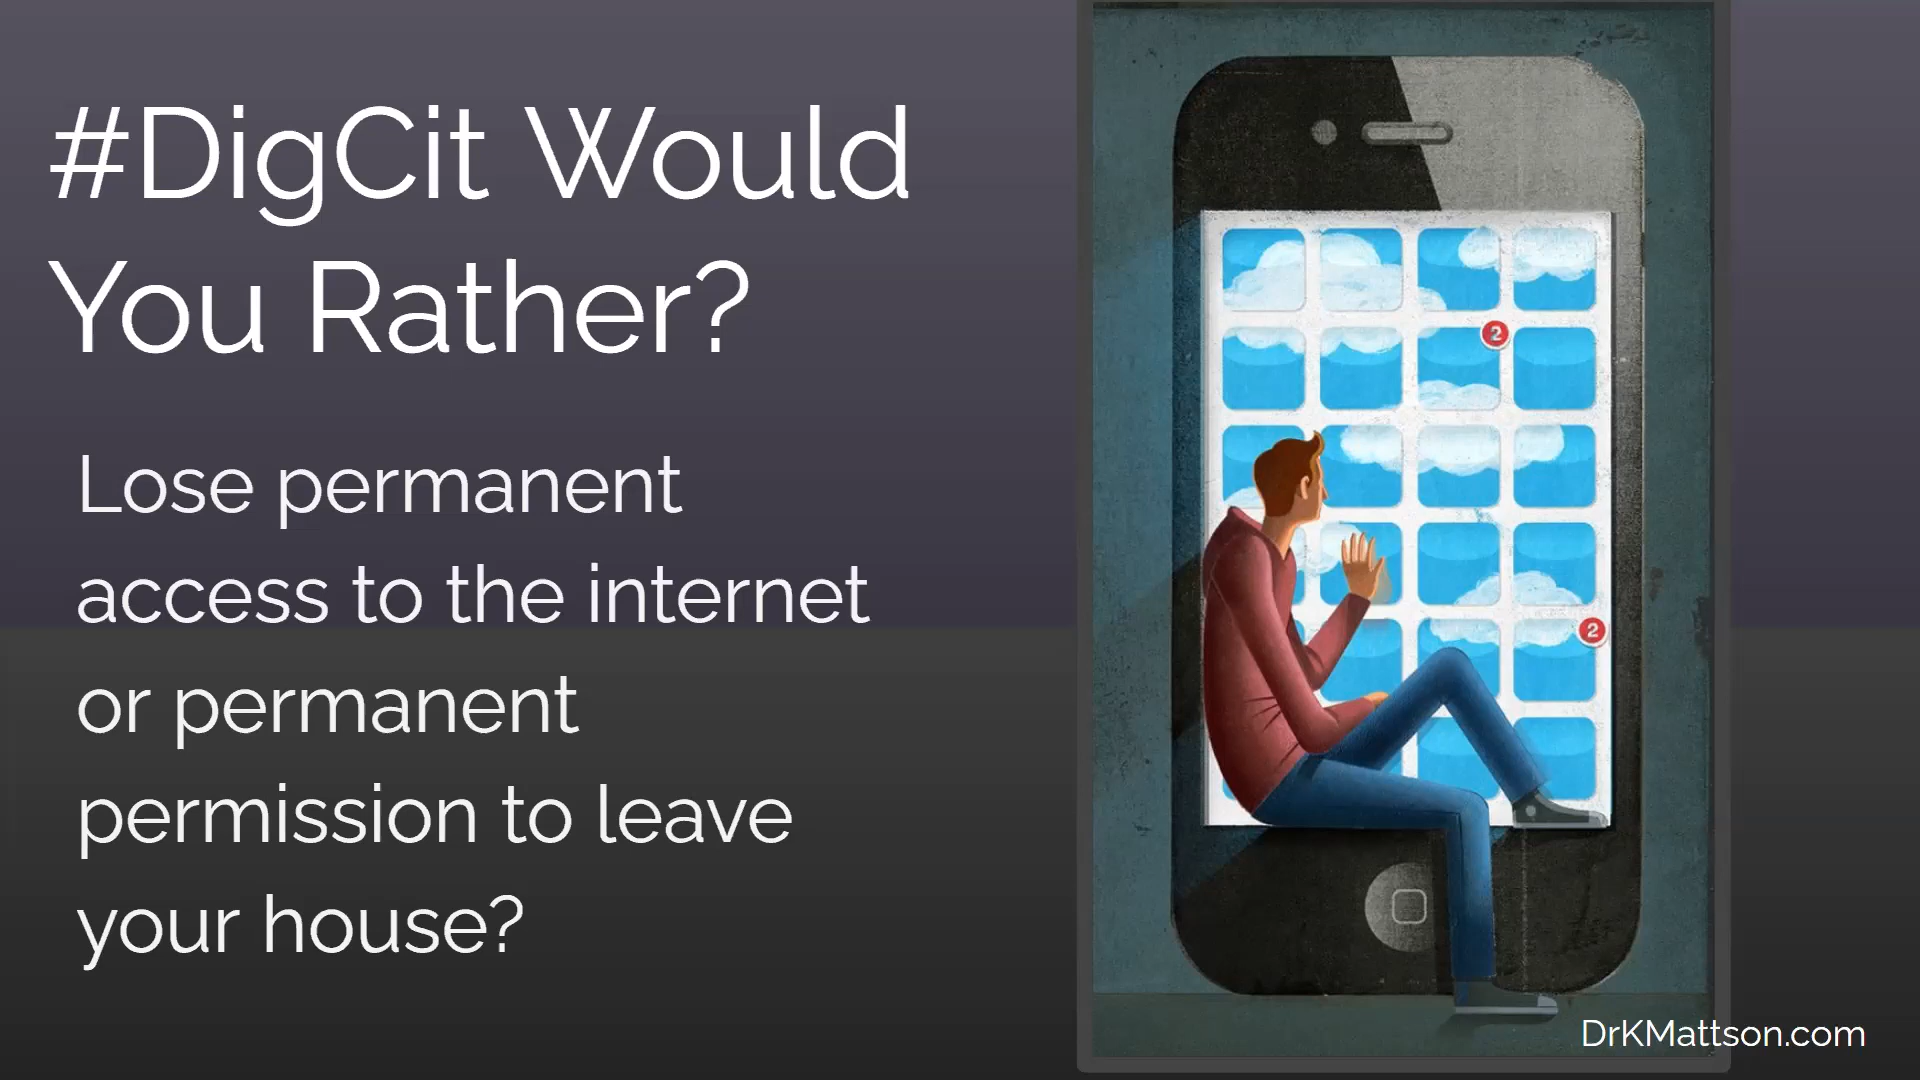 #DigCit Would
You Rather?
Lose permanent
access to the internet
or permanent
permission to leave
your house?
2
2
DrKMattson.com